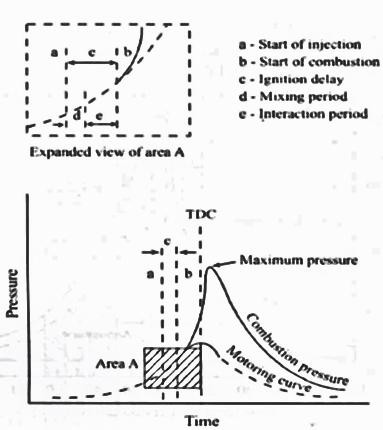 a
c
b
d
e
Expanded view of area A
a - Start of injection
b - Start of combustion
c - Ignition delay
d - Mixing period
e - Interaction period
TDC
c
a
b
Maximum pressure
Combustion pressure
Motoring curve
Area A
Pressure
Time